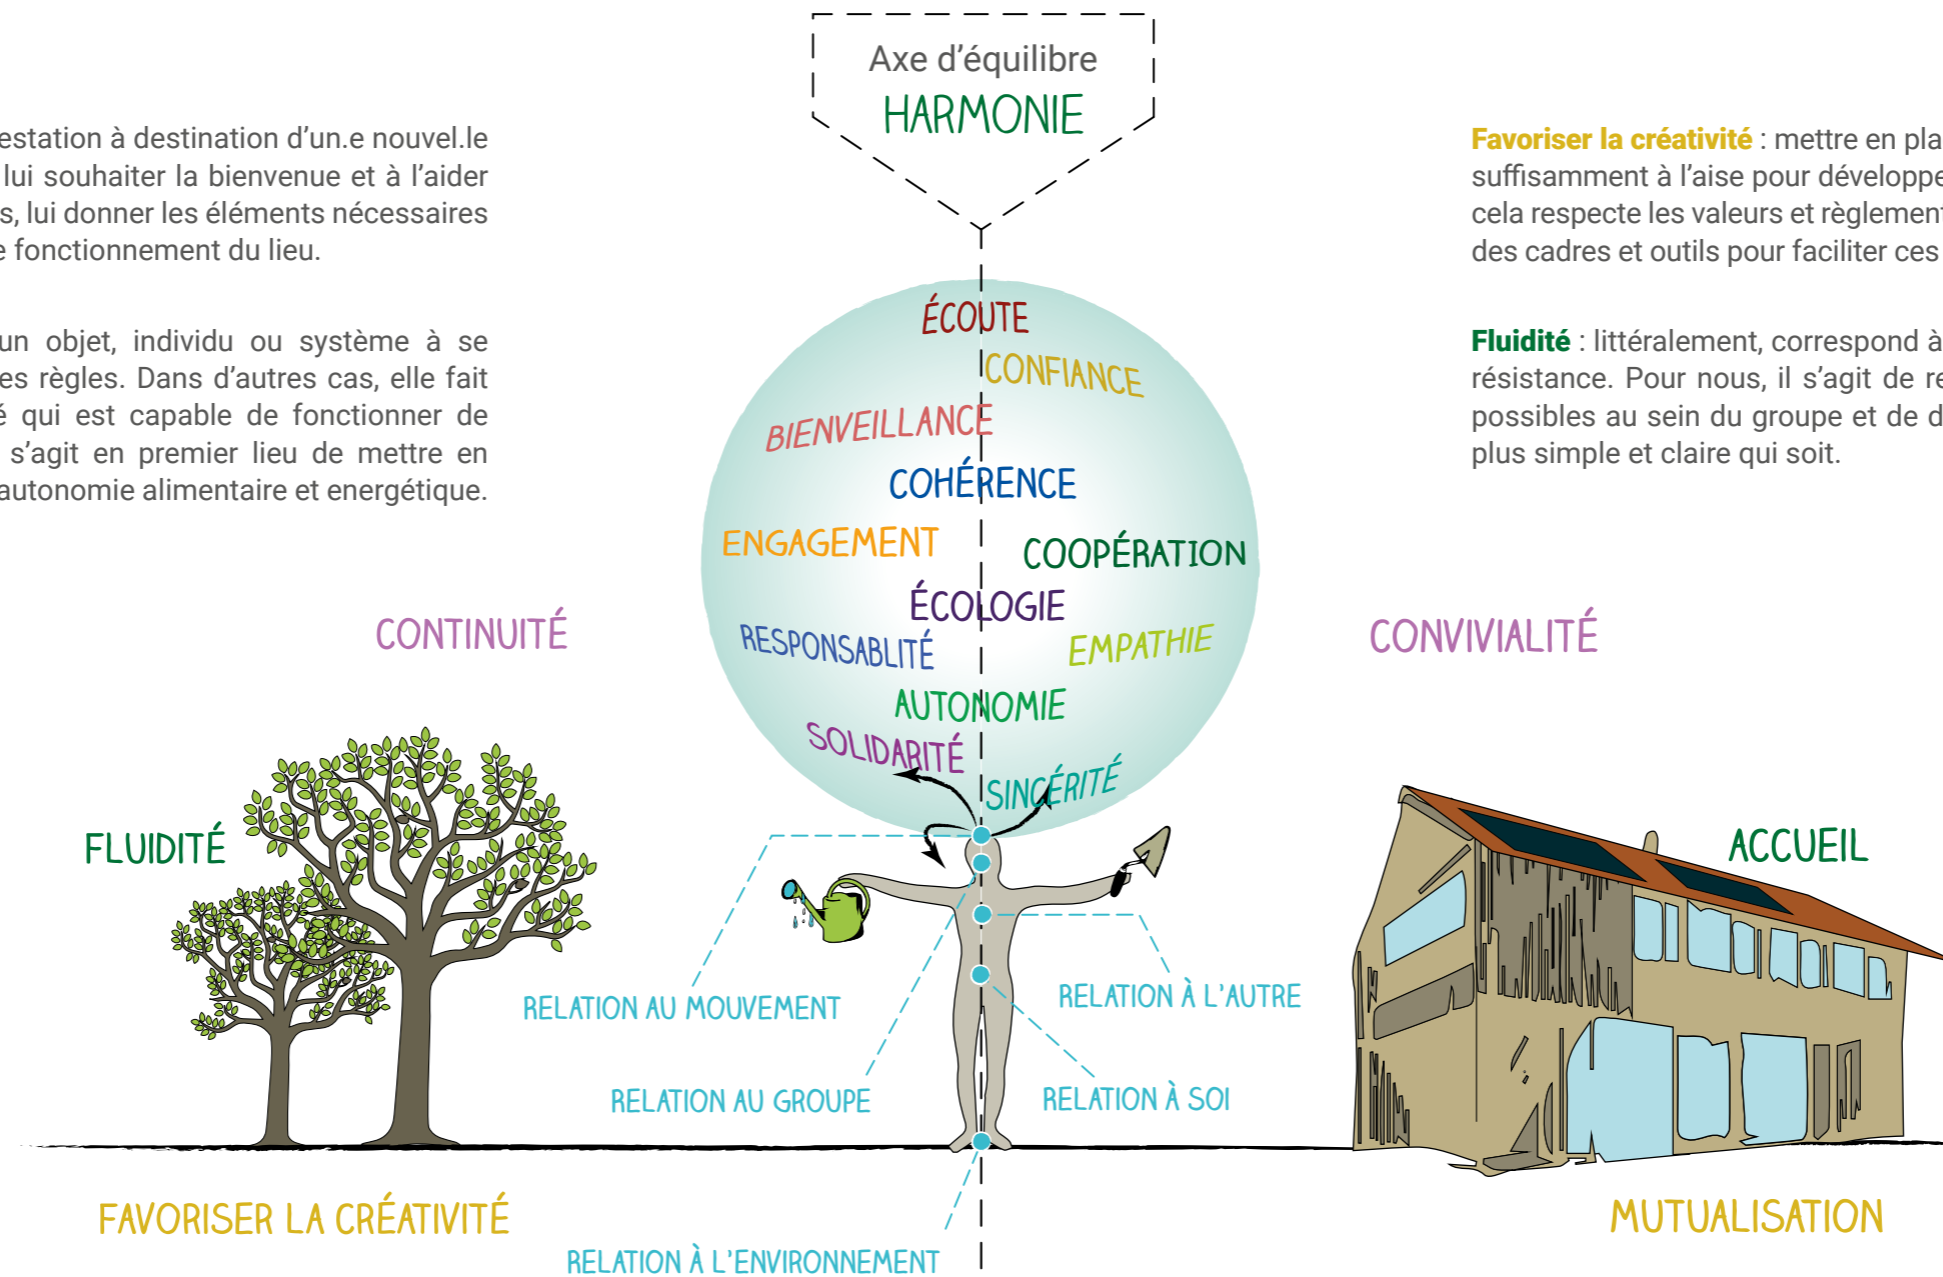 Axe d'équilibre
HARMONIE
estation à destination d'un.e nouvel.le
lui souhaiter la bienvenue et à l'aider
s, lui donner les éléments nécessaires
e fonctionnement du lieu.
un objet, individu ou système à se
es règles. Dans d'autres cas, elle fait
é qui est capable de fonctionner de
s'agit en premier lieu de mettre en
autonomie alimentaire et energétique.
Favoriser la créativité : mettre en pla
suffisamment à l'aise pour développe
cela respecte les valeurs et règlement
des cadres et outils pour faciliter ces
Fluidité : littéralement, correspond à
résistance. Pour nous, il s'agit de re
possibles au sein du groupe et de d
plus simple et claire qui soit.
ÉCOUTE
CONFIANCE
BIENVEILLANCE
COHÉRENCE
ENGAGEMENT
COOPÉRATION
ÉCOLOGIE
RESPONSABLITÉ
EMPATHIE
AUTONOMIE
SOLIDARITÉ
SINCÉRITÉ
CONTINUITÉ
CONVIVIALITÉ
FLUIDITÉ
ACCUEIL
RELATION AU MOUVEMENT
RELATION À L'AUTRE
RELATION AU GROUPE
RELATION À SOI
FAVORISER LA CRÉATIVITÉ
MUTUALISATION
RELATION À L'ENVIRONNEMENT